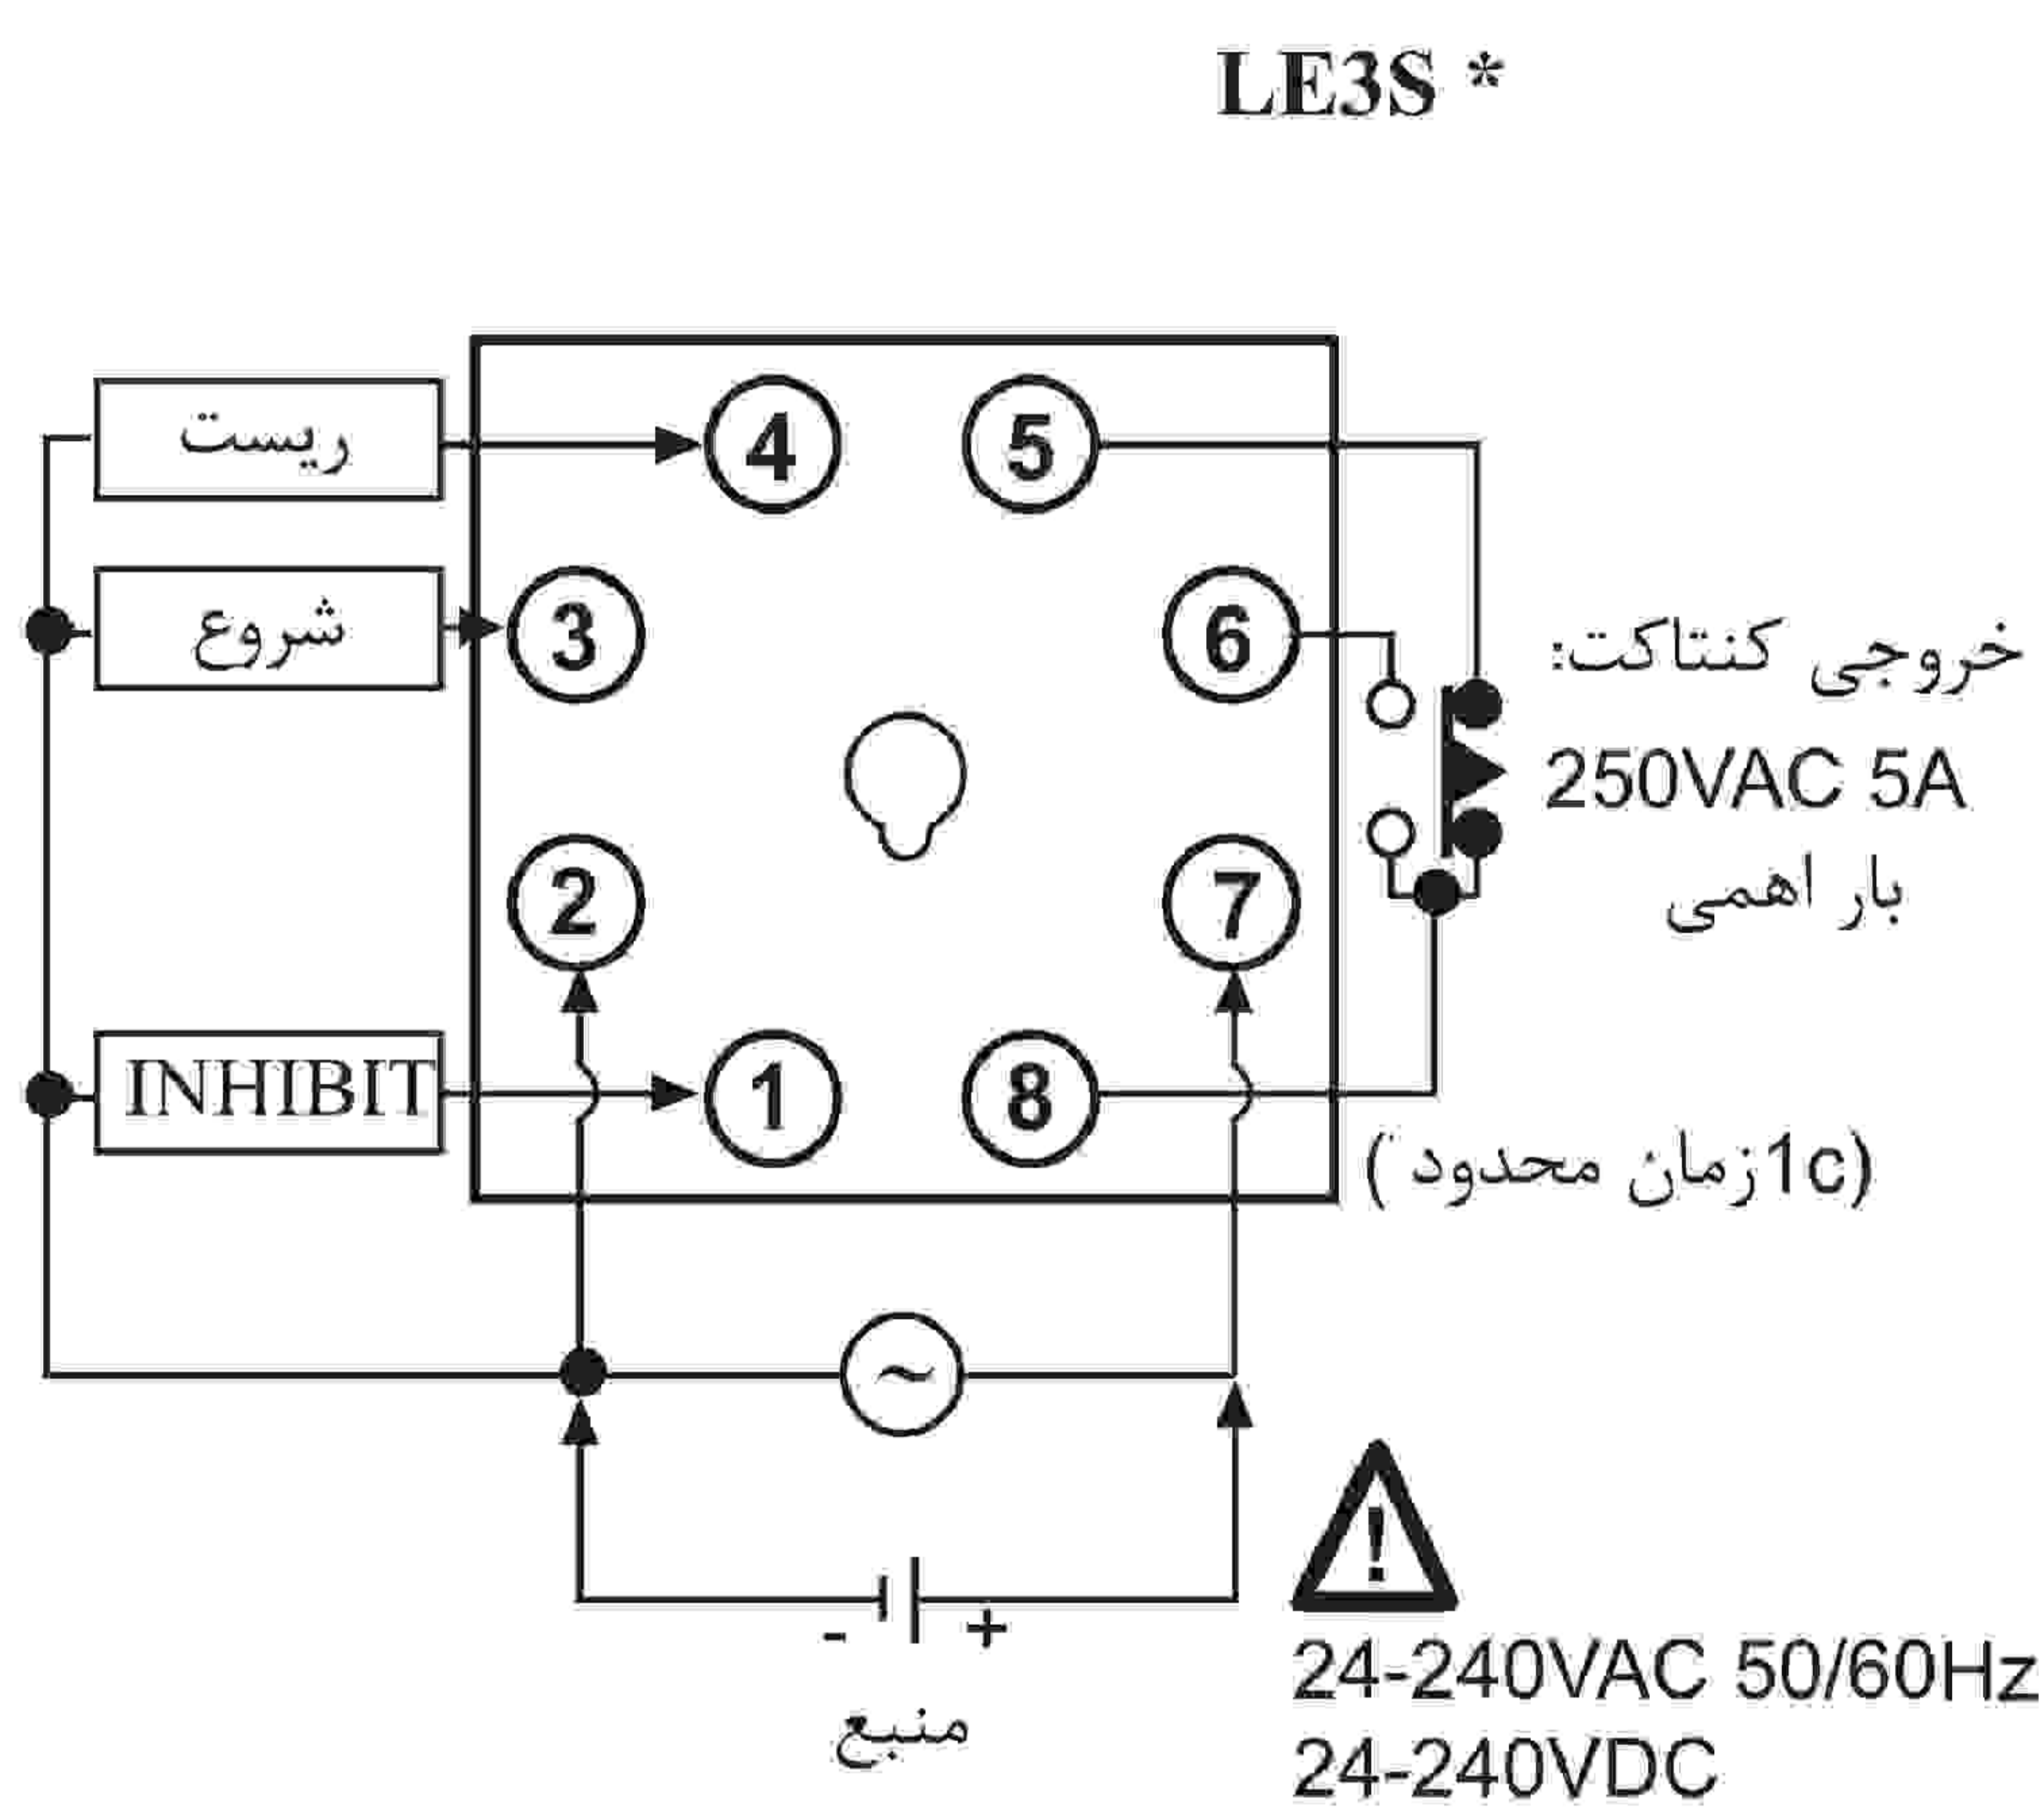 LE3S *
ریست
4
5
شروع
3
6
خروجی کنتاکت:
250VAC 5A
بار اهمی
2
7
INHIBIT
1
8
(1cزمان محدود)
~
!
- +
منبع
24-240VAC 50/60Hz
24-240VDC